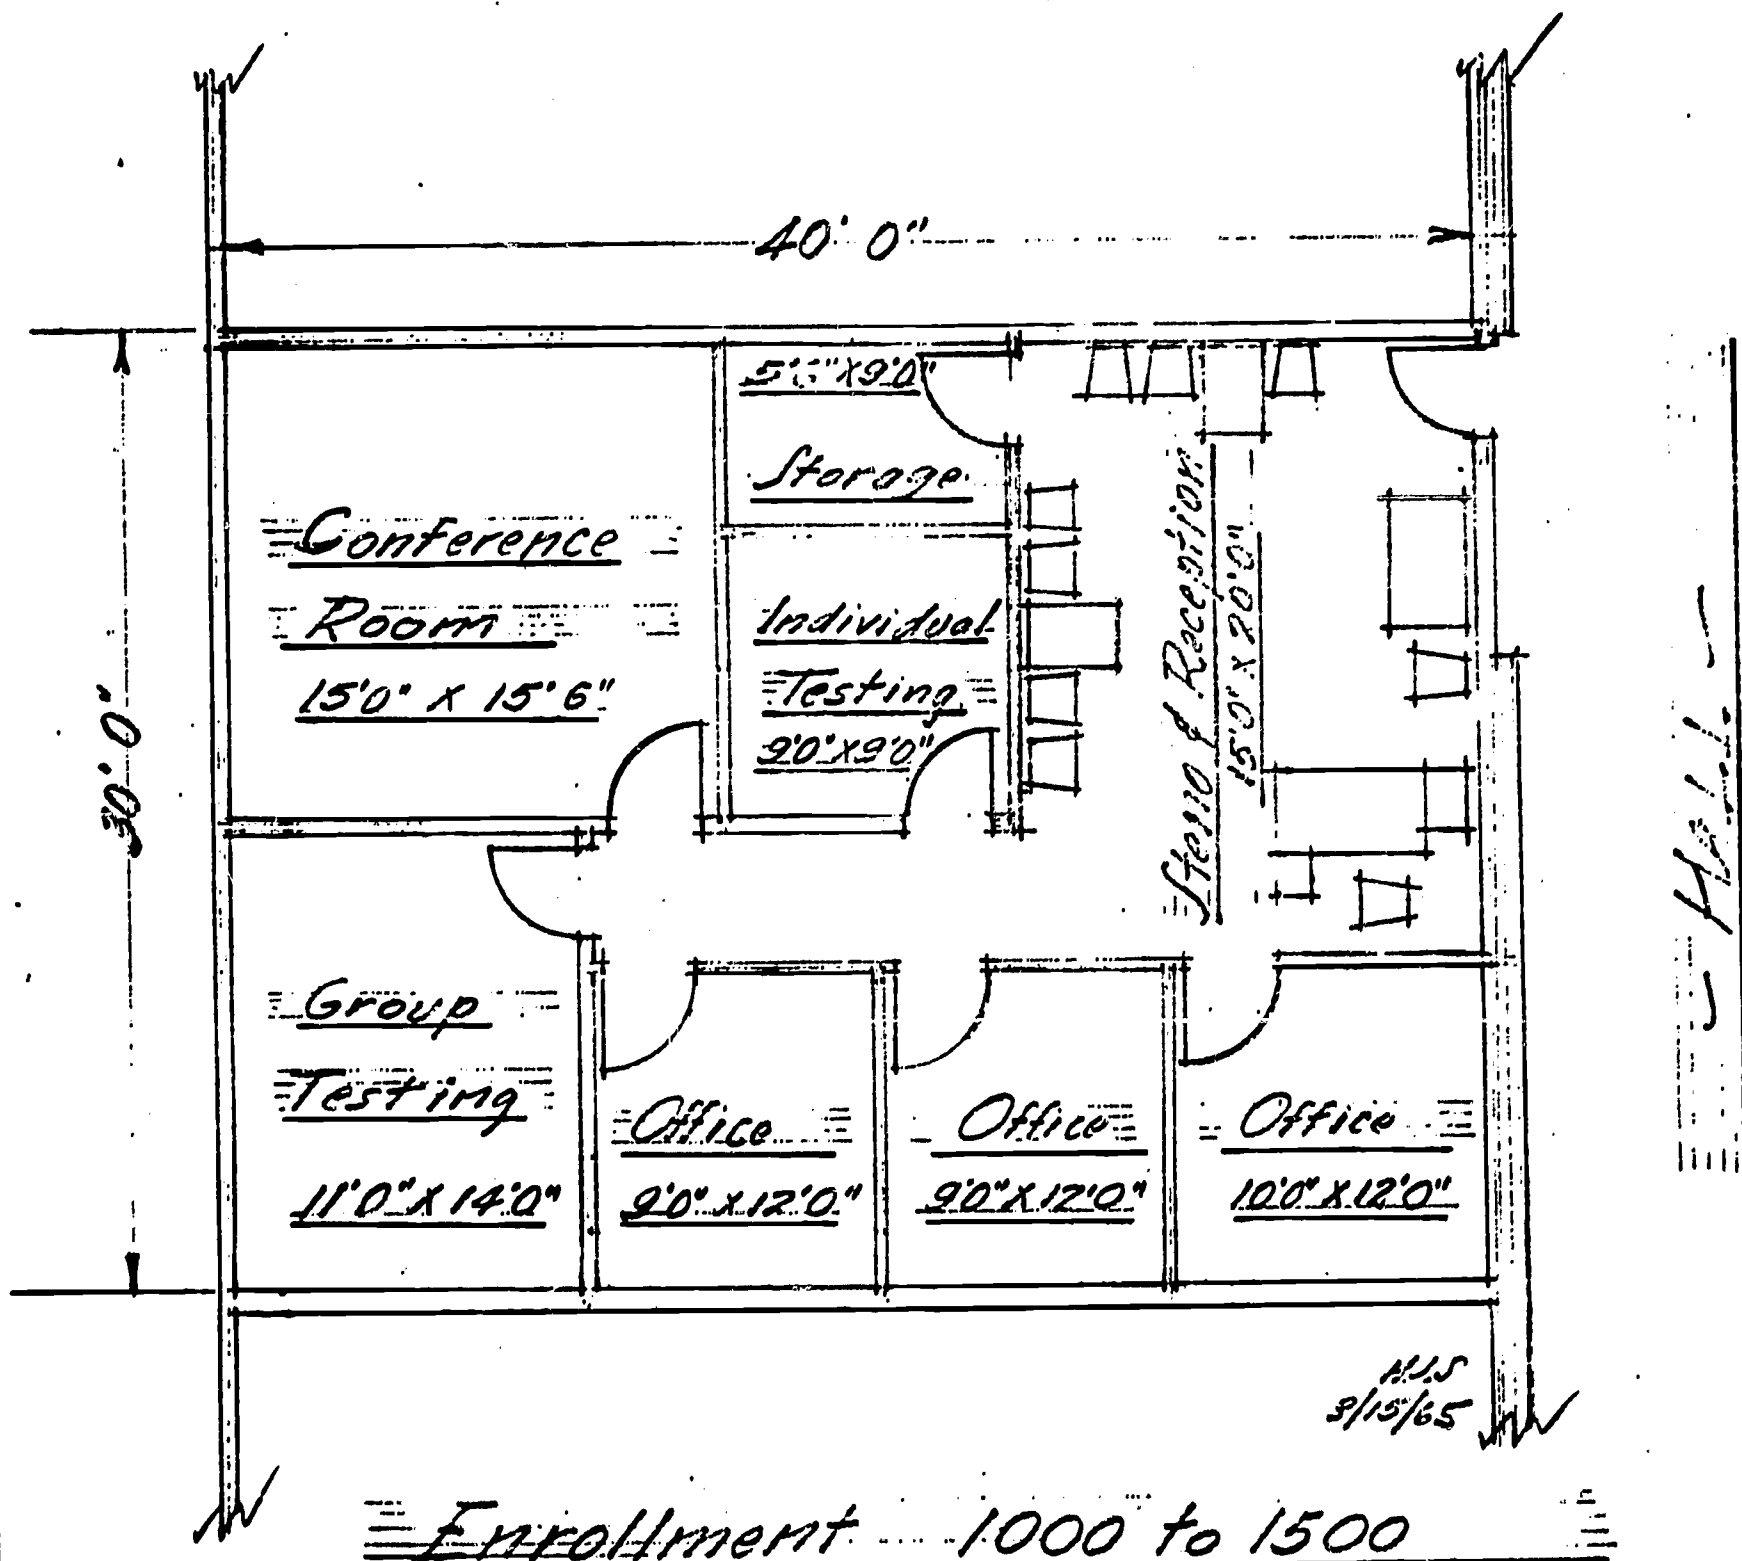 40' 0"
30' 0"
5'6"X9'0"
Storage
Conference
Room
15'0" X 15'6"
Individual
Testing
9'0"X9'0"
Steno & Reception
15'0" X 20'0"
- Hall -
Group
Testing
11'0"X 14'0"
Office
9'0"X12'0"
Office
9'0"X12'0"
Office
10'0"X12'0"
HJS
3/15/65
Enrollment 1000 to 1500